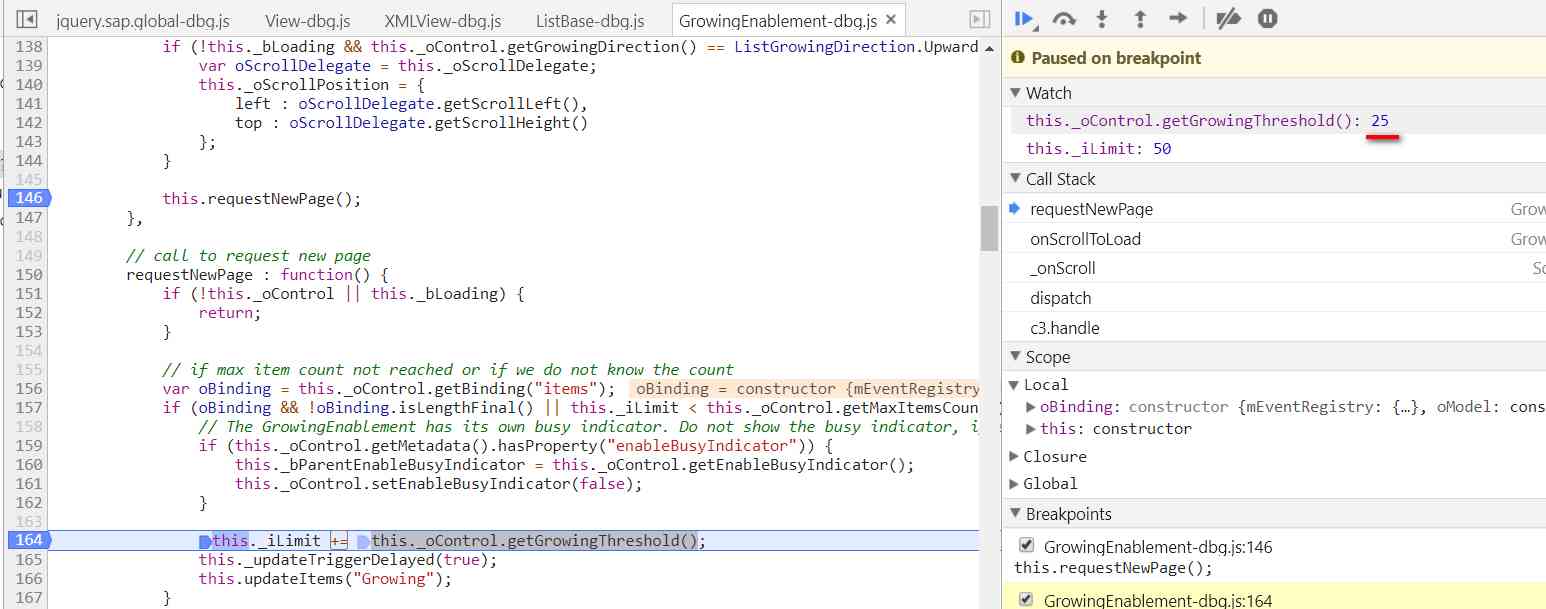 jquery.sap.global-dbg.js View-dbg.js XMLView-dbg.js ListBase-dbg.js GrowingEnablement-dbg.js ×
138 if (!this._bLoading && this._oControl.getGrowingDirection() == ListGrowingDirection.Upward
139 var oScrollDelegate = this._oScrollDelegate;
140 this._oScrollPosition = {
141 left : oScrollDelegate.getScrollLeft(),
142 top : oScrollDelegate.getScrollHeight()
143 };
144 }
145
146 this.requestNewPage();
147 },
148
149 // call to request new page
150 requestNewPage : function() {
151 if (!this._oControl || this._bLoading) {
152 return;
153 }
154
155 // if max item count not reached or if we do not know the count
156 var oBinding = this._oControl.getBinding("items"); oBinding = constructor {mEventRegistry
157 if (oBinding && !oBinding.isLengthFinal() || this._iLimit < this._oControl.getMaxItemsCoun
158 // The GrowingEnablement has its own busy indicator. Do not show the busy indicator, i
159 if (this._oControl.getMetadata().hasProperty("enableBusyIndicator")) {
160 this._bParentEnableBusyIndicator = this._oControl.getEnableBusyIndicator();
161 this._oControl.setEnableBusyIndicator(false);
162 }
163
164 this._iLimit += this._oControl.getGrowingThreshold();
165 this._updateTriggerDelayed(true);
166 this.updateItems("Growing");
167 }
Paused on breakpoint
Watch
this._oControl.getGrowingThreshold(): 25
this._iLimit: 50
Call Stack
requestNewPage Grow
onScrollToLoad Grow
_onScroll Sc
dispatch
c3.handle
Scope
Local
oBinding: constructor {mEventRegistry: {…}, oModel: cons
this: constructor
Closure
Global
Breakpoints
GrowingEnablement-dbg.js:146
this.requestNewPage();
GrowingEnablement-dbg.js:164